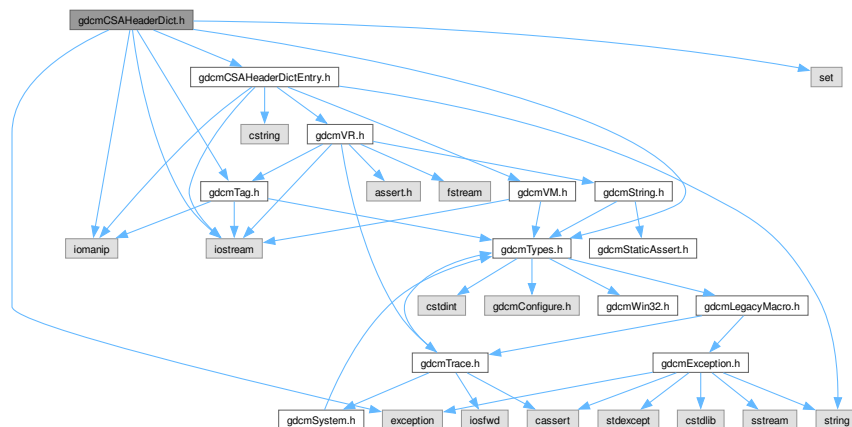 gdcmCSAHeaderDict.h
gdcmCSAHeaderDictEntry.h
set
cstring
gdcmVR.h
gdcmTag.h
assert.h
fstream
gdcmVM.h
gdcmString.h
iomanip
iostream
gdcmTypes.h
gdcmStaticAssert.h
cstdint
gdcmConfigure.h
gdcmWin32.h
gdcmLegacyMacro.h
gdcmTrace.h
gdcmException.h
gdcmSystem.h
exception
iosfwd
cassert
stdexcept
cstdlib
sstream
string